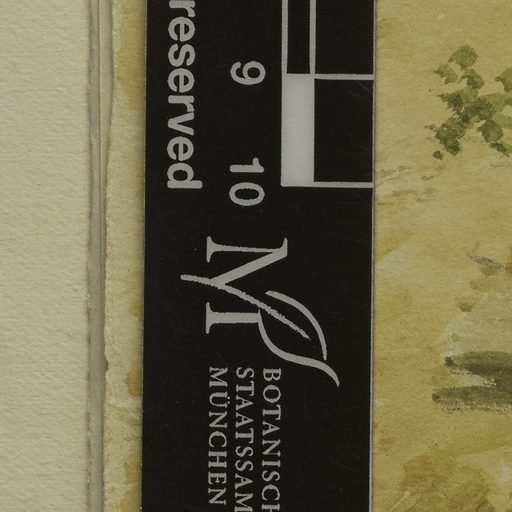 reserved
9 10
BOTANISCH
STAATSSAM
MÜNCHEN